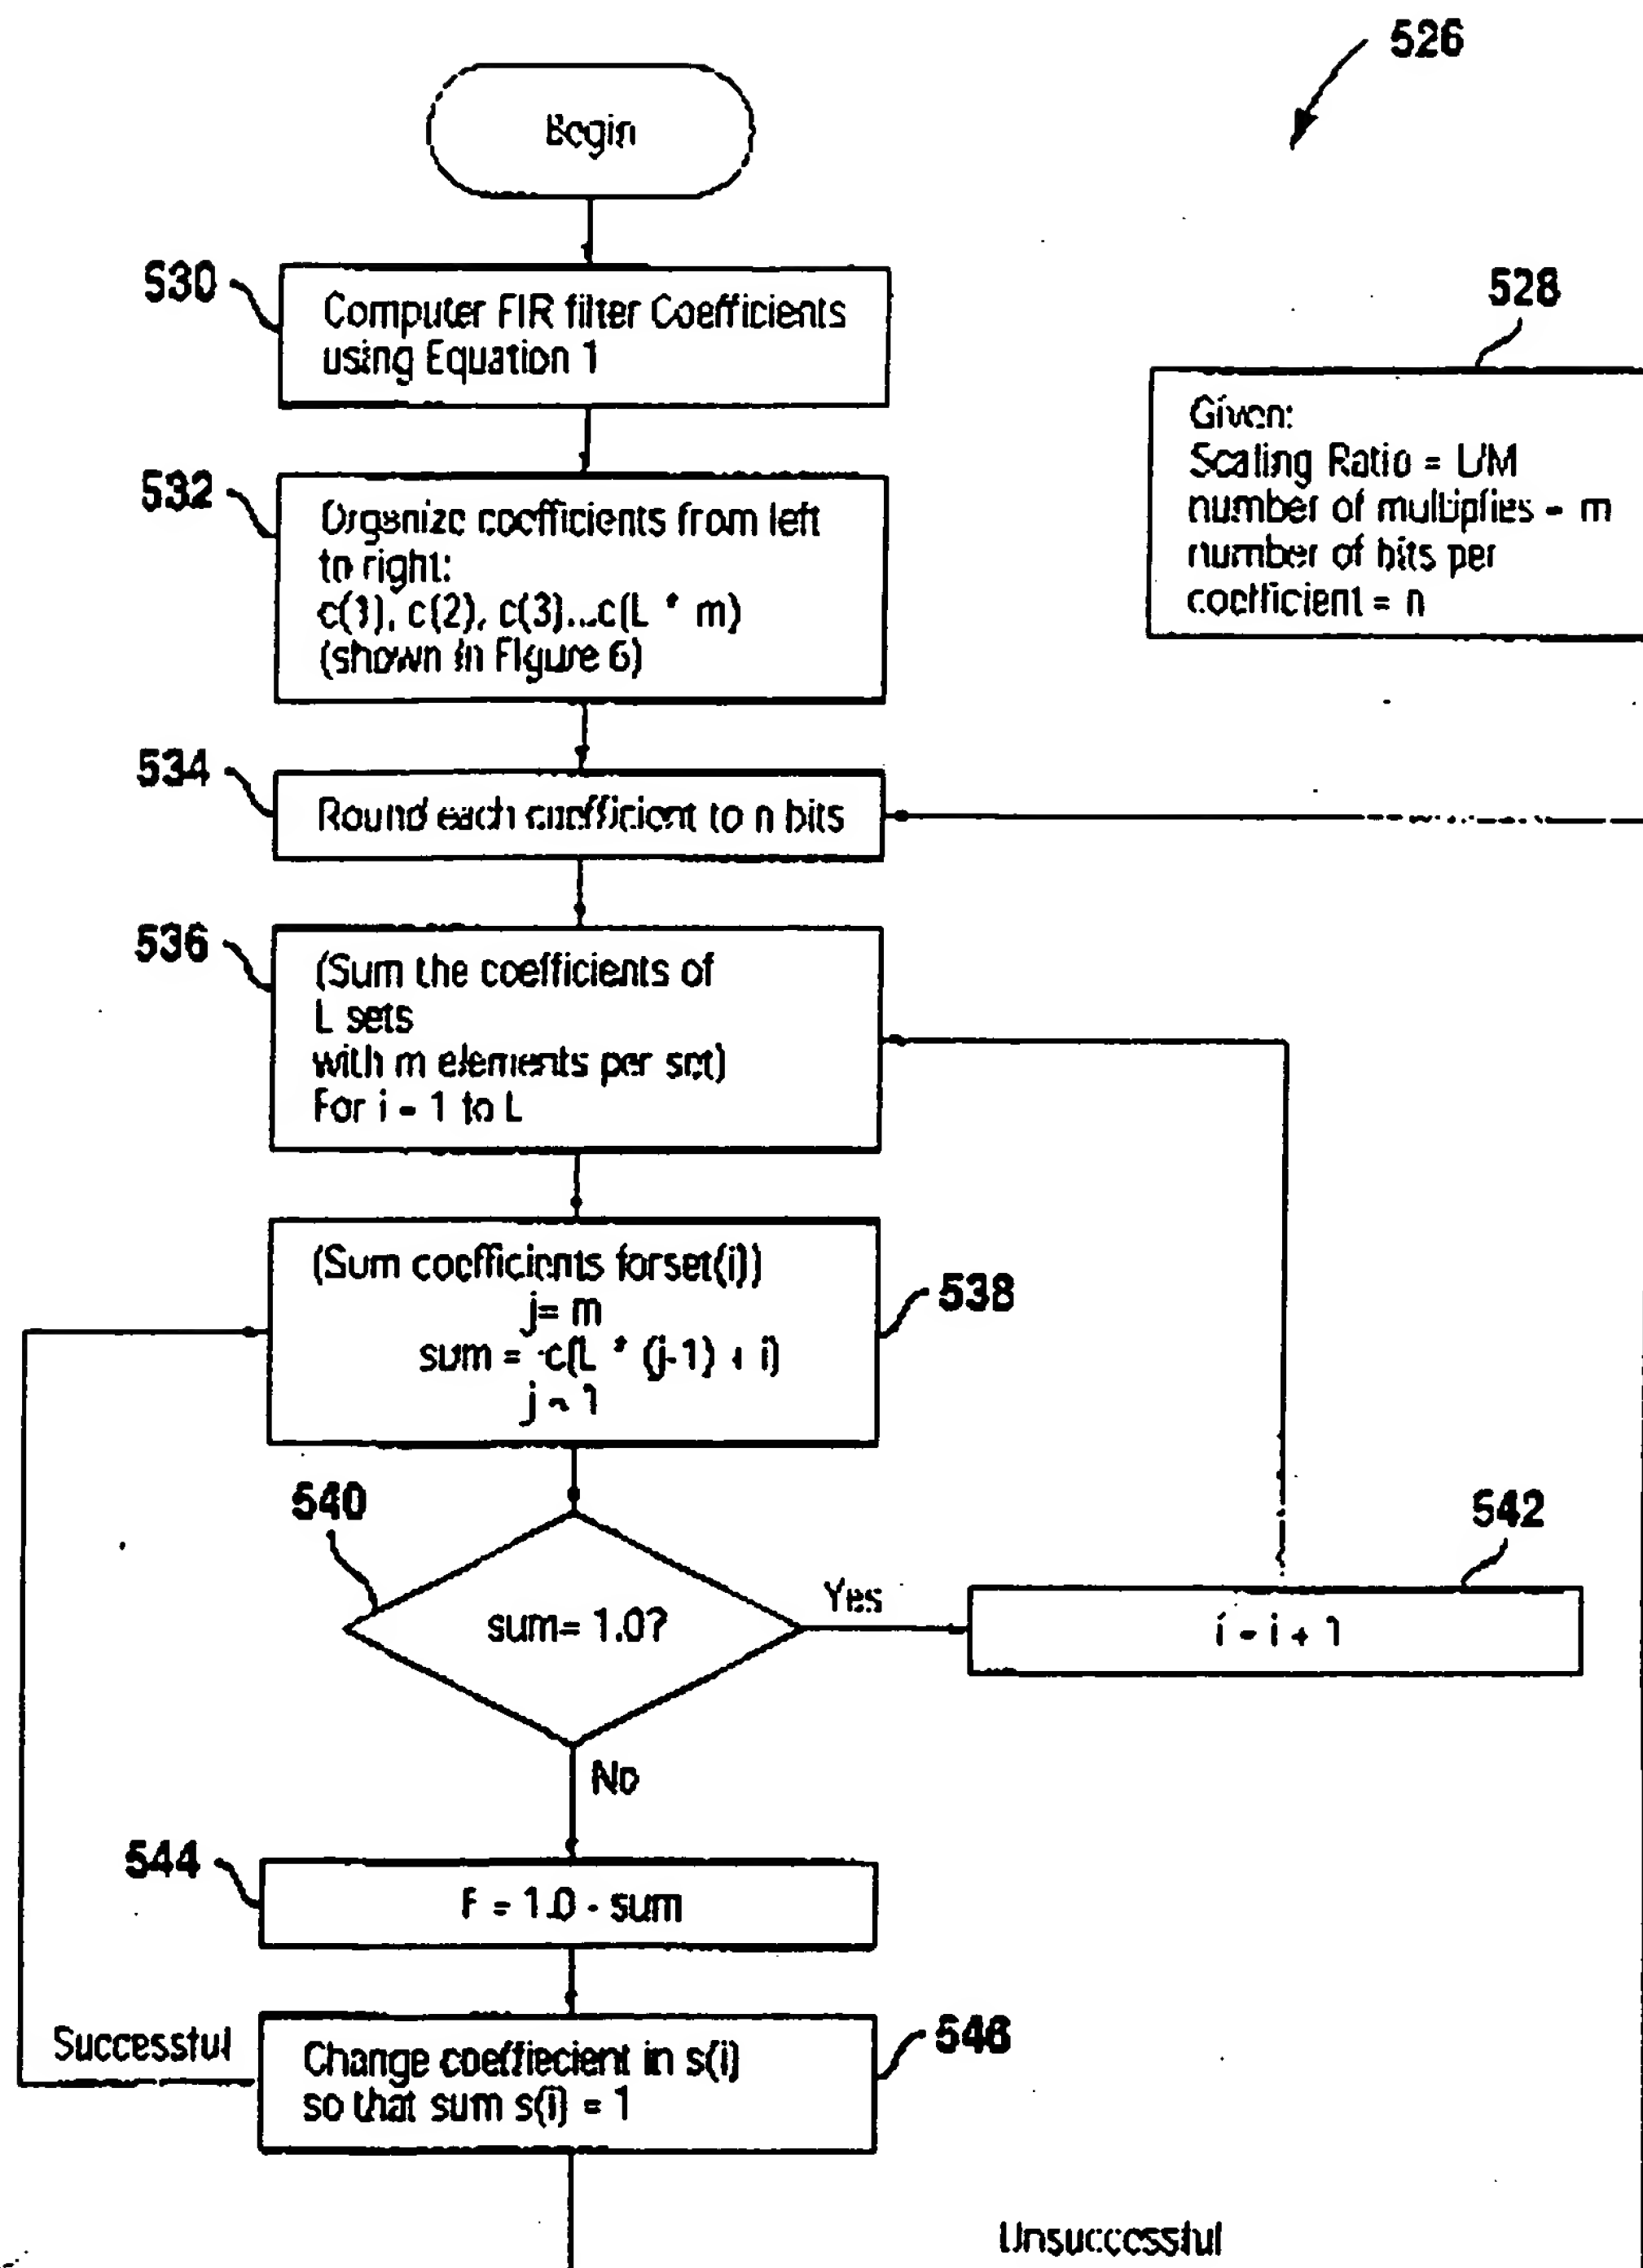 526
Begin
530
Computer FIR filter Coefficients
using Equation 1
528
Given:
Scaling Ratio = L/M
number of multiplies = m
number of bits per
coefficient = n
532
Organize coefficients from left
to right:
c(1), c(2), c(3)...c(L * m)
(shown in Figure 6)
534
Round each coefficient to n bits
536
(Sum the coefficients of
L sets
with m elements per set)
For i = 1 to L
538
(Sum coefficients forset(i))
j= m
sum = c(L * (j-1) + i)
j = 1
540
sum= 1.0?
Yes
542
i = i + 1
No
544
F = 1.0 - sum
546
Successful
Change coeffiecient in s(i)
so that sum s(i) = 1
Unsuccessful